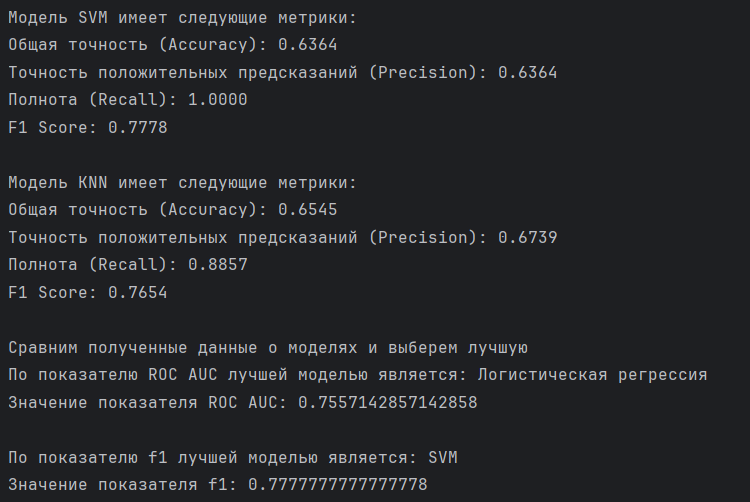 Модель SVM имеет следующие метрики:
Общая точность (Accuracy): 0.6364
Точность положительных предсказаний (Precision): 0.6364
Полнота (Recall): 1.0000
F1 Score: 0.7778
Модель KNN имеет следующие метрики:
Общая точность (Accuracy): 0.6545
Точность положительных предсказаний (Precision): 0.6739
Полнота (Recall): 0.8857
F1 Score: 0.7654
Сравним полученные данные о моделях и выберем лучшую
По показателю ROC AUC лучшей моделью является: Логистическая регрессия
Значение показателя ROC AUC: 0.7557142857142858
По показателю f1 лучшей моделью является: SVM
Значение показателя f1: 0.7777777777777778